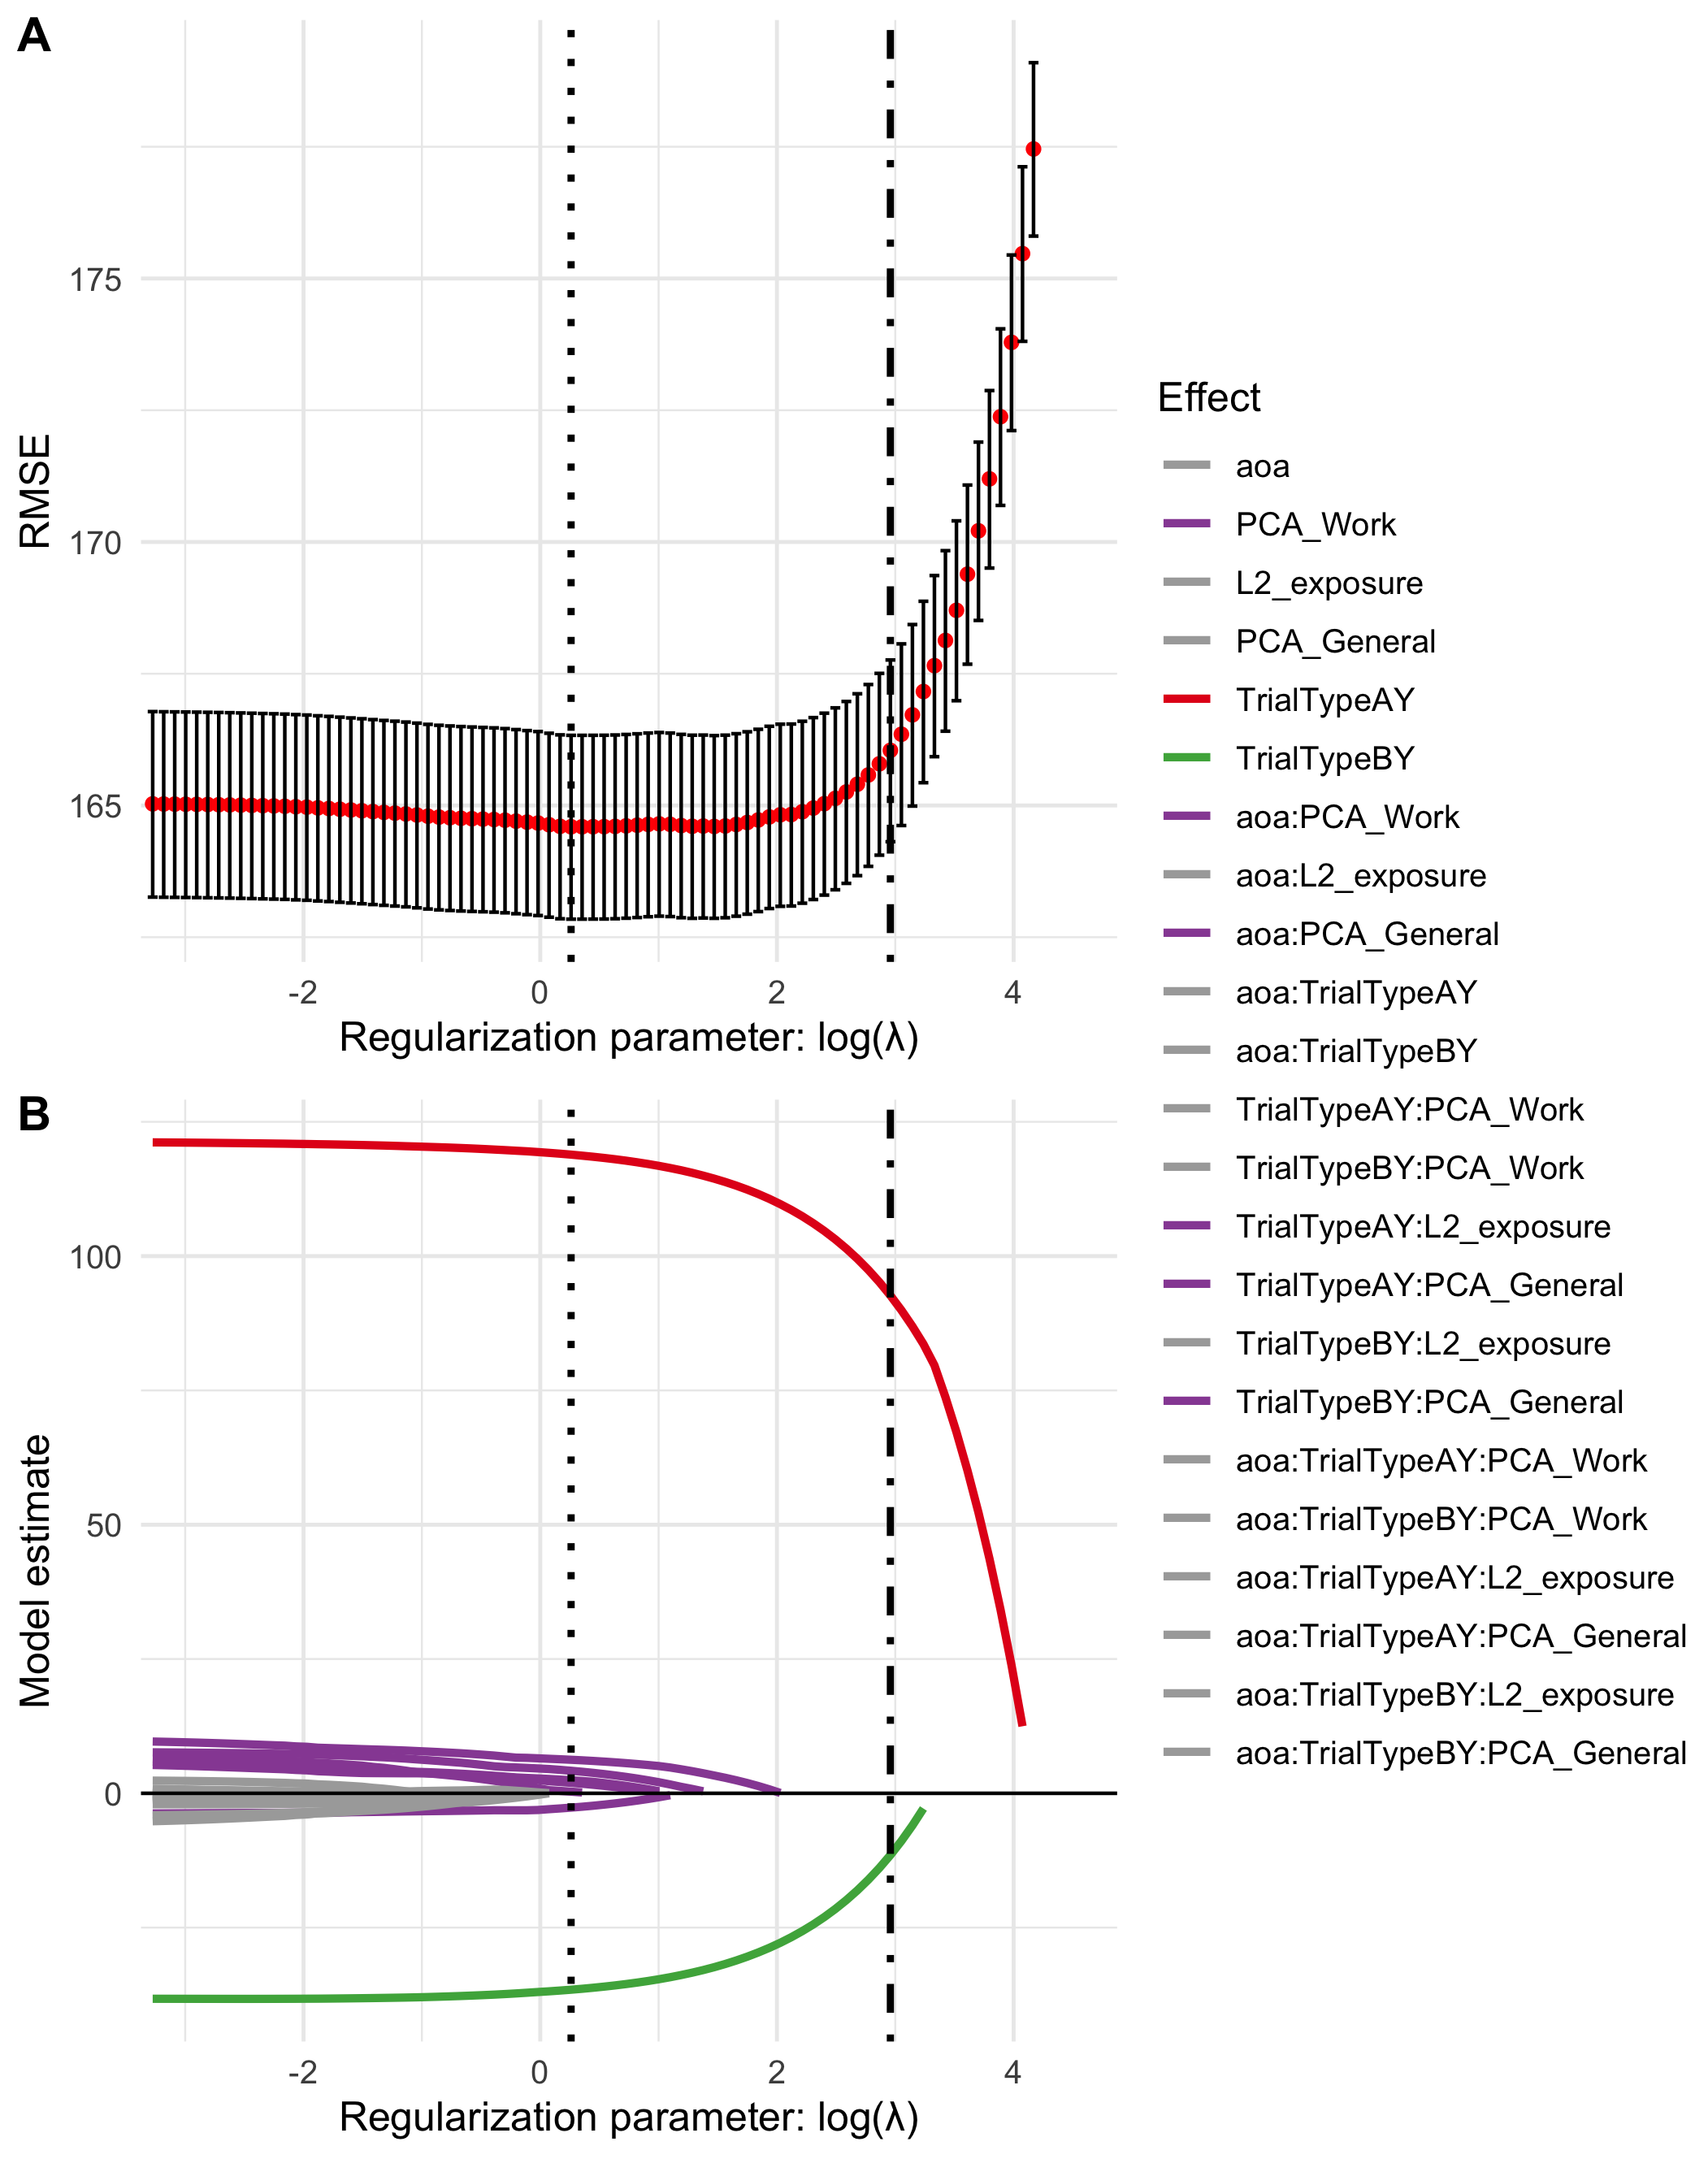 A
175
170
165
RMSE
-2 0 2 4
Regularization parameter: log(λ)
B
100
50
0
Model estimate
-2 0 2 4
Regularization parameter: log(λ)
Effect
aoa
PCA_Work
L2_exposure
PCA_General
TrialTypeAY
TrialTypeBY
aoa:PCA_Work
aoa:L2_exposure
aoa:PCA_General
aoa:TrialTypeAY
aoa:TrialTypeBY
TrialTypeAY:PCA_Work
TrialTypeBY:PCA_Work
TrialTypeAY:L2_exposure
TrialTypeAY:PCA_General
TrialTypeBY:L2_exposure
TrialTypeBY:PCA_General
aoa:TrialTypeAY:PCA_Work
aoa:TrialTypeBY:PCA_Work
aoa:TrialTypeAY:L2_exposure
aoa:TrialTypeAY:PCA_General
aoa:TrialTypeBY:L2_exposure
aoa:TrialTypeBY:PCA_General